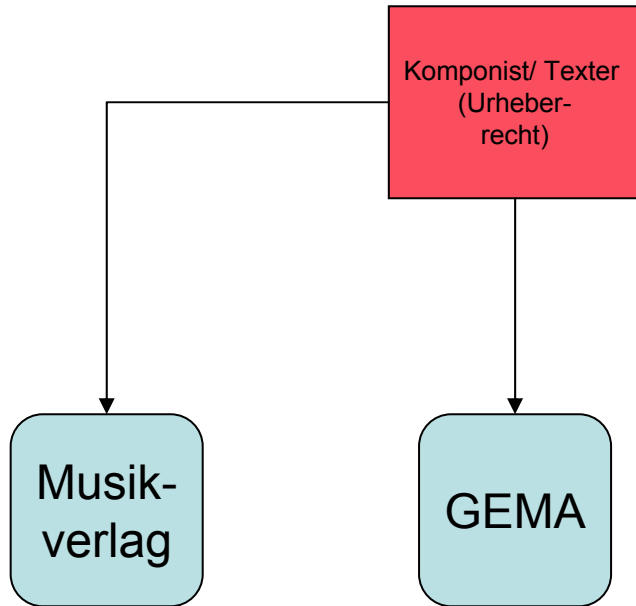 Komponist/ Texter
(Urheber-
recht)
Musik-
verlag
GEMA